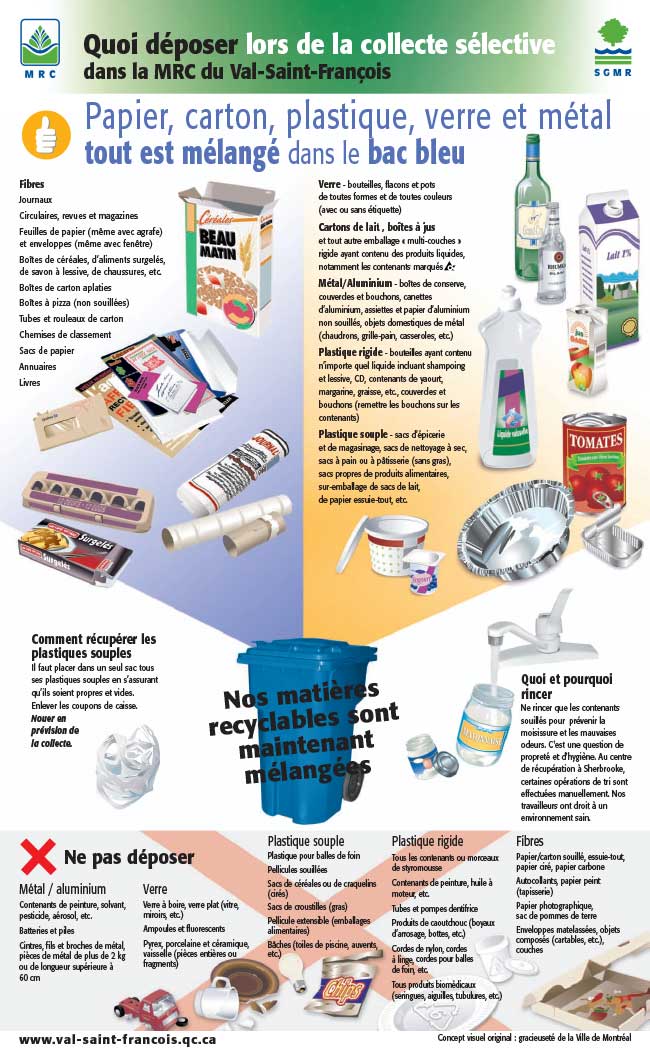 MRC
Quoi déposer lors de la collecte sélective
dans la MRC du Val-Saint-François
SGMR
Papier, carton, plastique, verre et métal
tout est mélangé dans le bac bleu
Fibres
Journaux
Circulaires, revues et magazines
Feuilles de papier (même avec agrafe)
et enveloppes (même avec fenêtre)
Boîtes de céréales, d'aliments surgelés,
de savon à lessive, de chaussures, etc.
Boîtes de carton aplaties
Boîtes à pizza (non souillées)
Tubes et rouleaux de carton
Chemises de classement
Sacs de papier
Annuaires
Livres
Céréales
BEAU
MATIN
Surgelés
Surgelés
Verre - bouteilles, flacons et pots
de toutes formes et de toutes couleurs
(avec ou sans étiquette)
Cartons de lait , boîtes à jus
et tout autre emballage « multi-couches »
rigide ayant contenu des produits liquides,
notamment les contenants marqués
Métal/Aluminium - boîtes de conserve,
couverdes et bouchons, canettes
d'aluminium, assiettes et papier d'aluminium
non souillés, objets domestiques de métal
(chaudrons, grille-pain, casseroles, etc.)
Plastique rigide - bouteilles ayant contenu
n'importe quel liquide incluant shampoing
et lessive, CD, contenants de yaourt,
margarine, graisse, etc., couverdes et
bouchons (remettre les bouchons sur les
contenants)
Plastique souple - sacs d'épicerie
et de magasinage, sacs de nettoyage à sec,
sacs à pain ou à pâtisserie (sans gras),
sacs propres de produits alimentaires,
sur-emballage de sacs de lait,
de papier essuie-tout, etc.
Lait 1%
Liquide vaisselle
TOMATES
Comment récupérer les
plastiques souples
Il faut placer dans un seul sac tous
ses plastiques souples en s'assurant
qu'ils soient propres et vides.
Enlever les coupons de caisse.
Nouer en
prévision de
la collecte.
Nos matières
recyclables sont
maintenant
mélangées
MAYONNAISE
Quoi et pourquoi
rincer
Ne rincer que les contenants
souillés pour prévenir la
moisissure et les mauvaises
odeurs. C'est une question de
propreté et d'hygiène. Au centre
de récupération à Sherbrooke,
certaines opérations de tri sont
effectuées manuellement. Nos
travailleurs ont droit à un
environnement sain.
Ne pas déposer
Métal / aluminium
Contenants de peinture, solvant,
pesticide, aérosol, etc.
Batteries et piles
Cintres, fils et broches de métal,
pièces de métal de plus de 2 kg
ou de longueur supérieure à
60 cm
Verre
Verre à boire, verre plat (vitre,
miroirs, etc.)
Ampoules et fluorescents
Pyrex, porcelaine et céramique,
vaisselle (pièces entières ou
fragments)
Plastique souple
Plastique pour balles de foin
Pellicules souillées
Sacs de céréales ou de craquelins
(cirés)
Sacs de croustilles (gras)
Pellicule extensible (emballages
alimentaires)
Bâches (toiles de piscine, auvents,
etc.)
Chips
Plastique rigide
Tous les contenants ou morceaux
de styromousse
Contenants de peinture, huile à
moteur, etc.
Tubes et pompes dentifrice
Produits de caoutchouc (boyaux
d'arrosage, bottes, etc.)
Cordes de nylon, cordes
à linge, cordes pour balles
de foin, etc.
Tous produits biomédicaux
(seringues, aiguilles, tubulures, etc.)
Fibres
Papier/carton souillé, essuie-tout,
papier ciré, papier carbone
Autocollants, papier peint
(tapisserie)
Papier photographique,
sac de pommes de terre
Enveloppes matelassées, objets
composés (cartables, etc.),
couches
www.val-saint-francois.qc.ca
Concept visuel original : gracieuseté de la Ville de Montréal